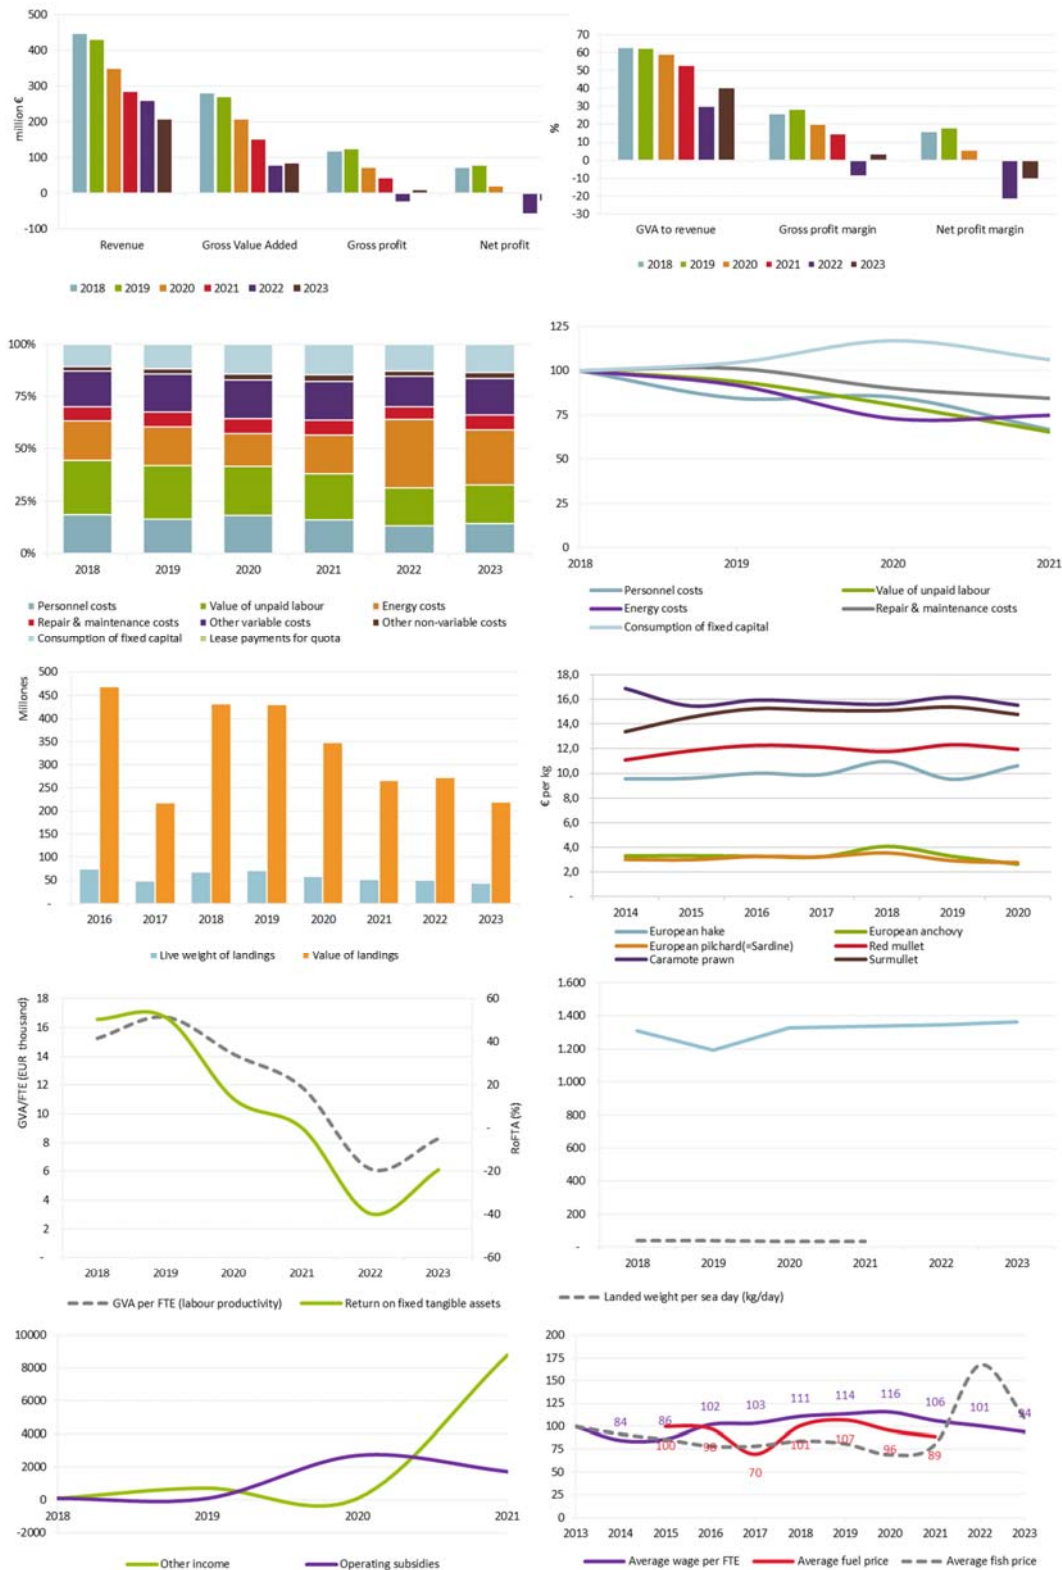 500
400
300
200
100
0
-100
million €
Revenue Gross Value Added Gross profit Net profit
2018 2019 2020 2021 2022 2023
70
60
50
40
30
20
10
0
-10
-20
-30
%
GVA to revenue Gross profit margin Net profit margin
2018 2019 2020 2021 2022 2023
100%
75%
50%
25%
0%
2018 2019 2020 2021 2022 2023
Personnel costs Value of unpaid labour Energy costs
Repair & maintenance costs Other variable costs Other non-variable costs
Consumption of fixed capital Lease payments for quota
125
100
75
50
25
0
2018 2019 2020 2021
Personnel costs Value of unpaid labour
Energy costs Repair & maintenance costs
Consumption of fixed capital
Millones
500
450
400
350
300
250
200
150
100
50
-
2016 2017 2018 2019 2020 2021 2022 2023
Live weight of landings Value of landings
€ per kg
18,0
16,0
14,0
12,0
10,0
8,0
6,0
4,0
2,0
-
2014 2015 2016 2017 2018 2019 2020
European hake European anchovy
European pilchard(=Sardine) Red mullet
Caramote prawn Surmullet
GVA/FTE (EUR thousand)
18
16
14
12
10
8
6
4
2
-
60
40
20
-
-20
-40
-60
RoFTA (%)
2018 2019 2020 2021 2022 2023
GVA per FTE (labour productivity) Return on fixed tangible assets
1.600
1.400
1.200
1.000
800
600
400
200
-
2018 2019 2020 2021 2022 2023
Landed weight per sea day (kg/day)
10000
8000
6000
4000
2000
0
-2000
2018 2019 2020 2021
Other income Operating subsidies
200
175
150
125
100
75
50
25
0
84 86 102 103 111 114 116 106 101
100 70 101 107 96 89
2013 2014 2015 2016 2017 2018 2019 2020 2021 2022 2023
Average wage per FTE Average fuel price Average fish price